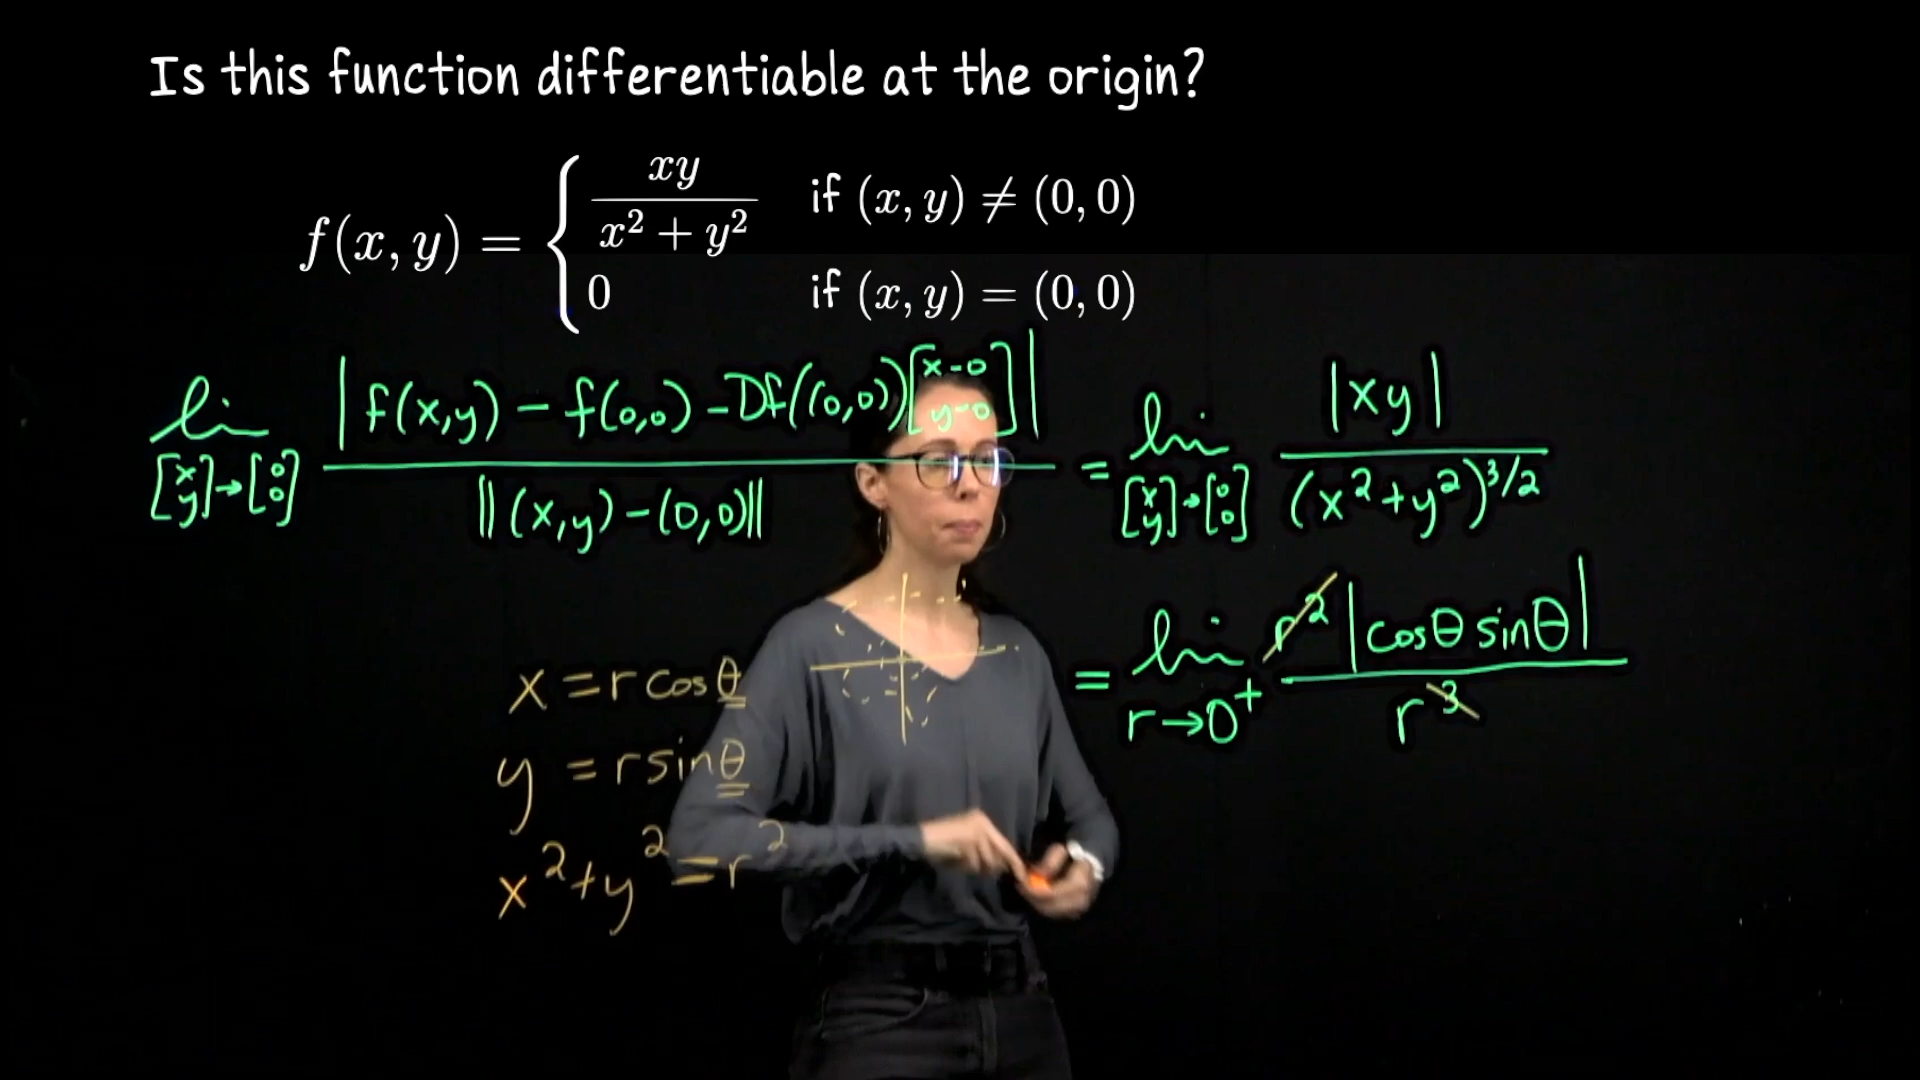 Is this function differentiable at the origin?
f(x, y) = { xy / (x² + y²) if (x, y) ≠ (0, 0)
0 if (x, y) = (0, 0)
lim [x y]→[0 0] |f(x,y) - f(0,0) - Df((0,0))[x-0 y-0]| / ||(x,y)-(0,0)|| = lim [x y]→[0 0] |xy| / (x²+y²)^3/2
= lim r→0⁺ r²|cosθ sinθ| / r³
x = r cosθ
y = r sinθ
x²+y² = r²